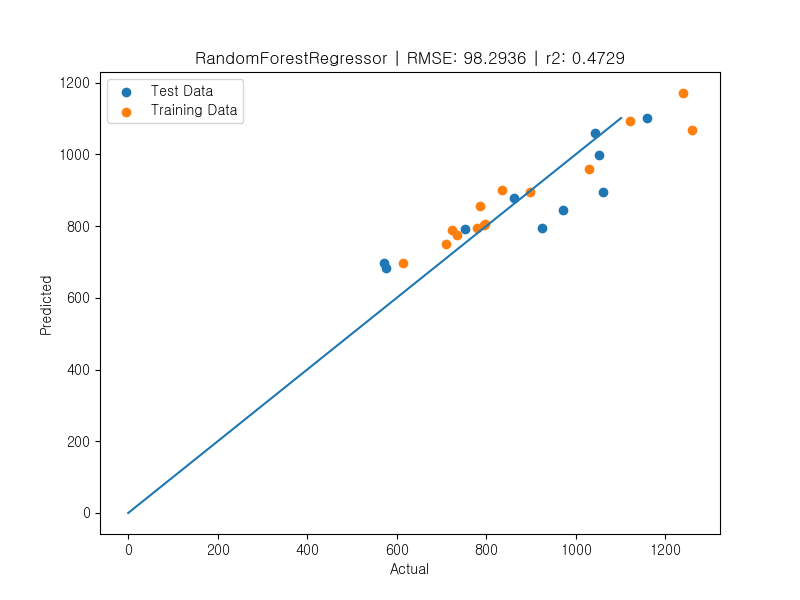 RandomForestRegressor | RMSE: 98.2936 | r2: 0.4729
Test Data
Training Data
1200
1000
800
600
400
200
0
Predicted
0 200 400 600 800 1000 1200
Actual